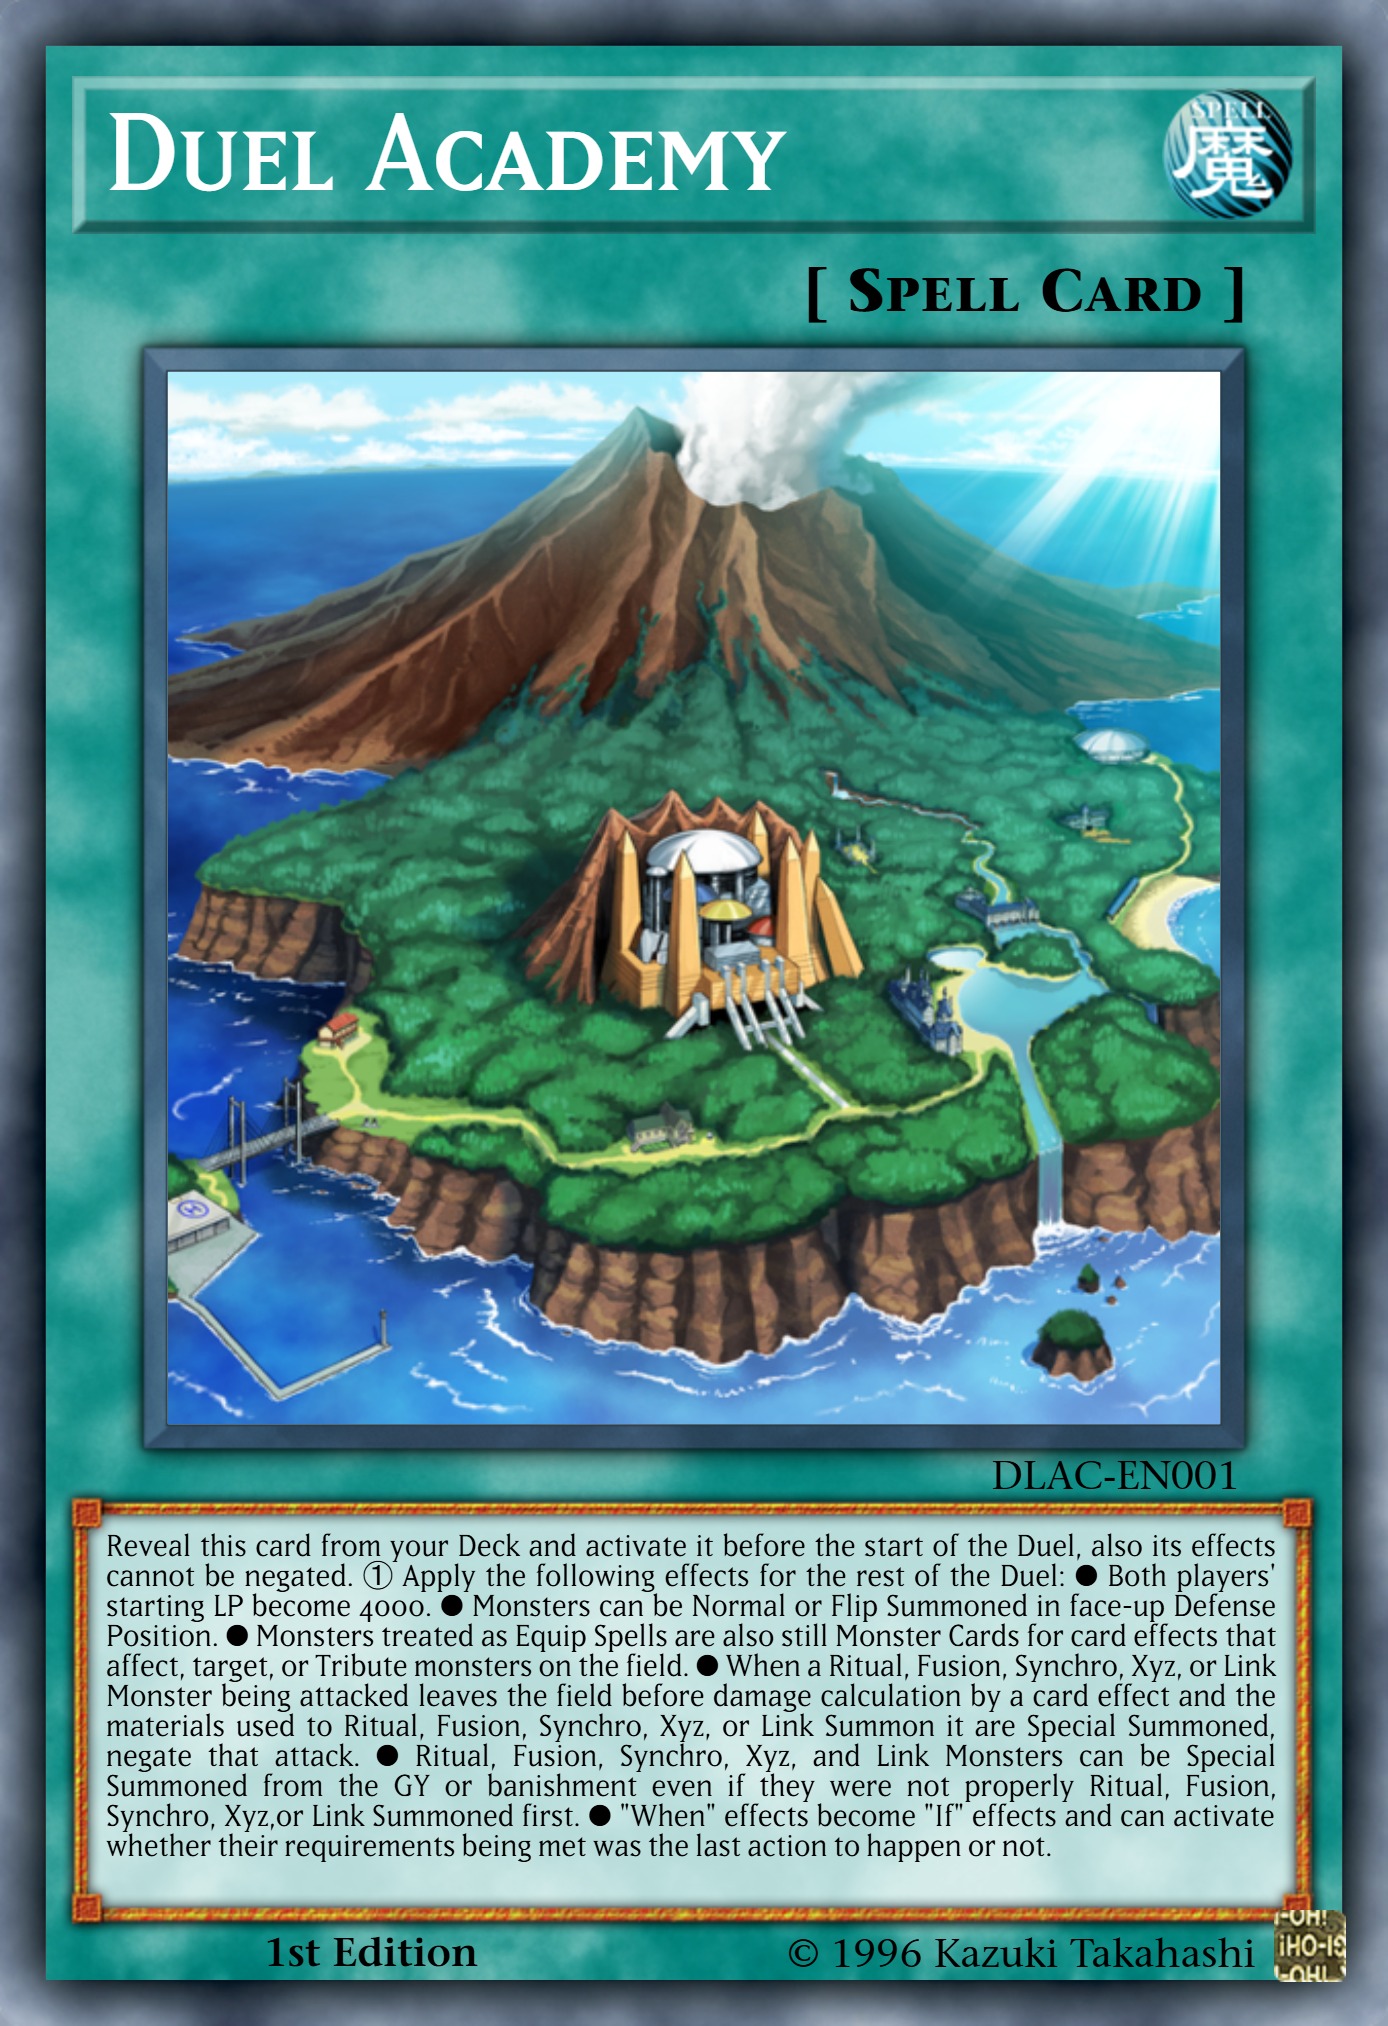 DUEL ACADEMY
SPELL
魔
[ SPELL CARD ]
DLAC-EN001
Reveal this card from your Deck and activate it before the start of the Duel, also its effects
cannot be negated. ① Apply the following effects for the rest of the Duel: ● Both players'
starting LP become 4000. ● Monsters can be Normal or Flip Summoned in face-up Defense
Position. ● Monsters treated as Equip Spells are also still Monster Cards for card effects that
affect, target, or Tribute monsters on the field. ● When a Ritual, Fusion, Synchro, Xyz, or Link
Monster being attacked leaves the field before damage calculation by a card effect and the
materials used to Ritual, Fusion, Synchro, Xyz, or Link Summon it are Special Summoned,
negate that attack. ● Ritual, Fusion, Synchro, Xyz, and Link Monsters can be Special
Summoned from the GY or banishment even if they were not properly Ritual, Fusion,
Synchro, Xyz,or Link Summoned first. ● "When" effects become "If" effects and can activate
whether their requirements being met was the last action to happen or not.
1st Edition
© 1996 Kazuki Takahashi